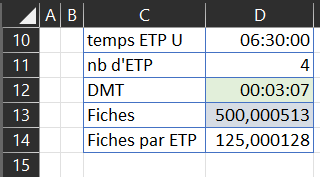 A B C D
10 temps ETP U 06:30:00
11 nb d'ETP 4
12 DMT 00:03:07
13 Fiches 500,000513
14 Fiches par ETP 125,000128
15